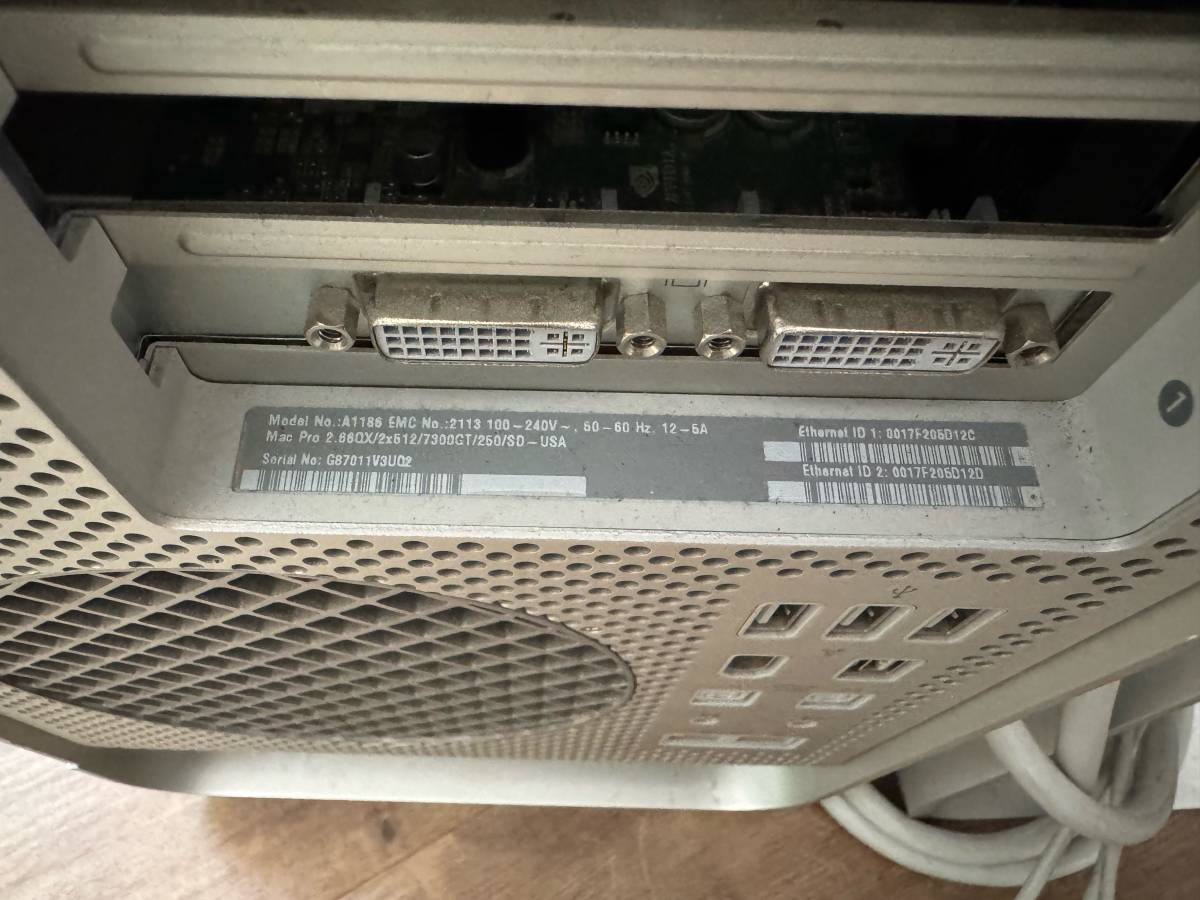 Model No.:A1186 EMC No.:2113 100-240V~, 50-60 Hz, 12-5A
Mac Pro 2.66QX/2x512/7300GT/250/SD-USA
Serial No: G87011V3UQ2
Ethernet ID 1: 0017F205D12C
Ethernet ID 2: 0017F205D12D
1